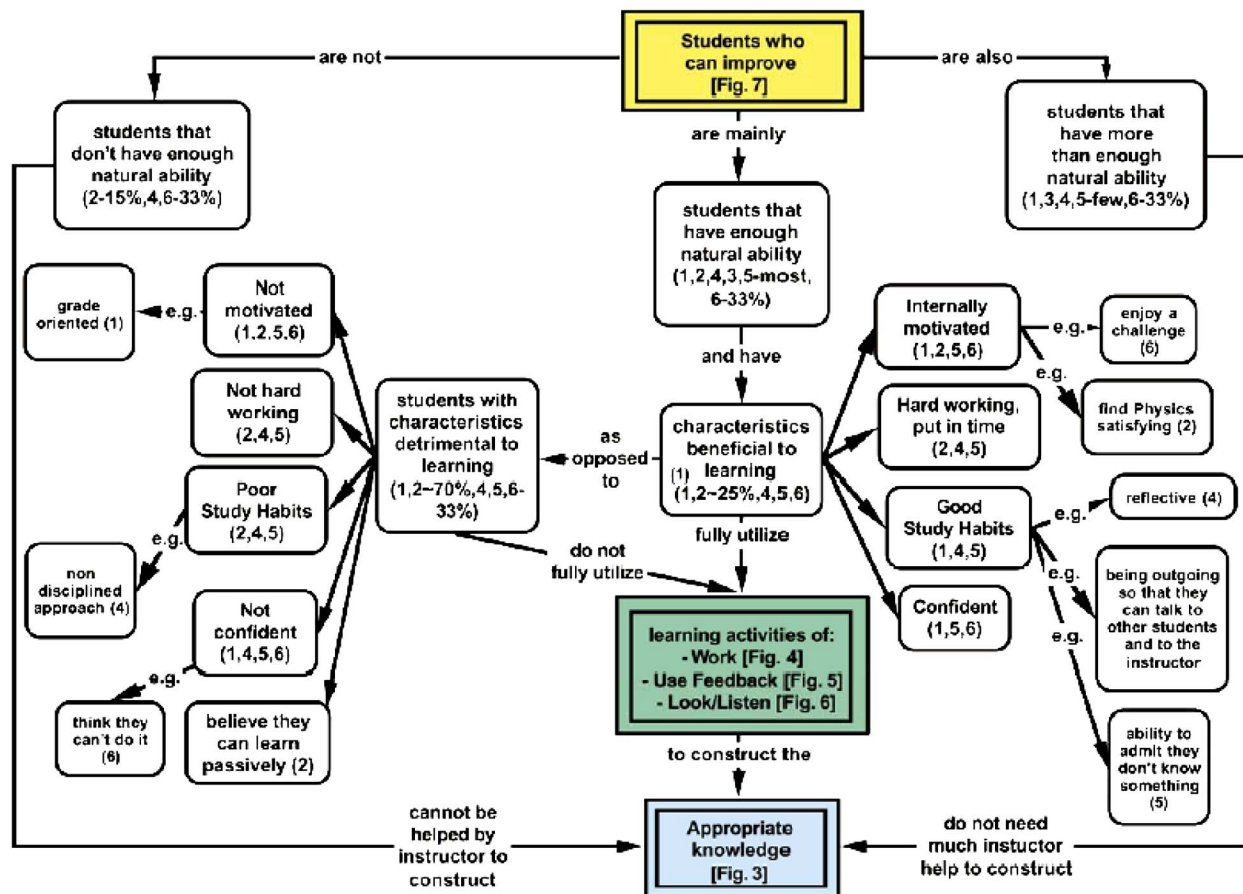 Students who
can improve
[Fig. 7]
are not
are also
are mainly
students that
don't have enough
natural ability
(2-15%,4,6-33%)
students that
have more
than enough
natural ability
(1,3,4,5-few,6-33%)
students that
have enough
natural ability
(1,2,4,3,5-most,
6-33%)
and have
grade
oriented (1)
e.g.
Not
motivated
(1,2,5,6)
Not hard
working
(2,4,5)
Poor
Study Habits
(2,4,5)
e.g.
non
disciplined
approach (4)
Not
confident
(1,4,5,6)
e.g.
think they
can't do it
(6)
believe they
can learn
passively (2)
students with
characteristics
detrimental to
learning
(1,2~70%,4,5,6-
33%)
as
opposed
to
characteristics
beneficial to
learning
(1)
(1,2~25%,4,5,6)
Internally
motivated
(1,2,5,6)
e.g.
enjoy a
challenge
(6)
e.g.
find Physics
satisfying (2)
Hard working,
put in time
(2,4,5)
Good
Study Habits
(1,4,5)
e.g.
reflective (4)
e.g.
being outgoing
so that they
can talk to
other students
and to the
instructor
e.g.
ability to
admit they
don't know
something
(5)
Confident
(1,5,6)
do not
fully utilize
fully utilize
learning activities of:
- Work [Fig. 4]
- Use Feedback [Fig. 5]
- Look/Listen [Fig. 6]
to construct the
Appropriate
knowledge
[Fig. 3]
cannot be
helped by
instructor to
construct
do not need
much instuctor
help to construct